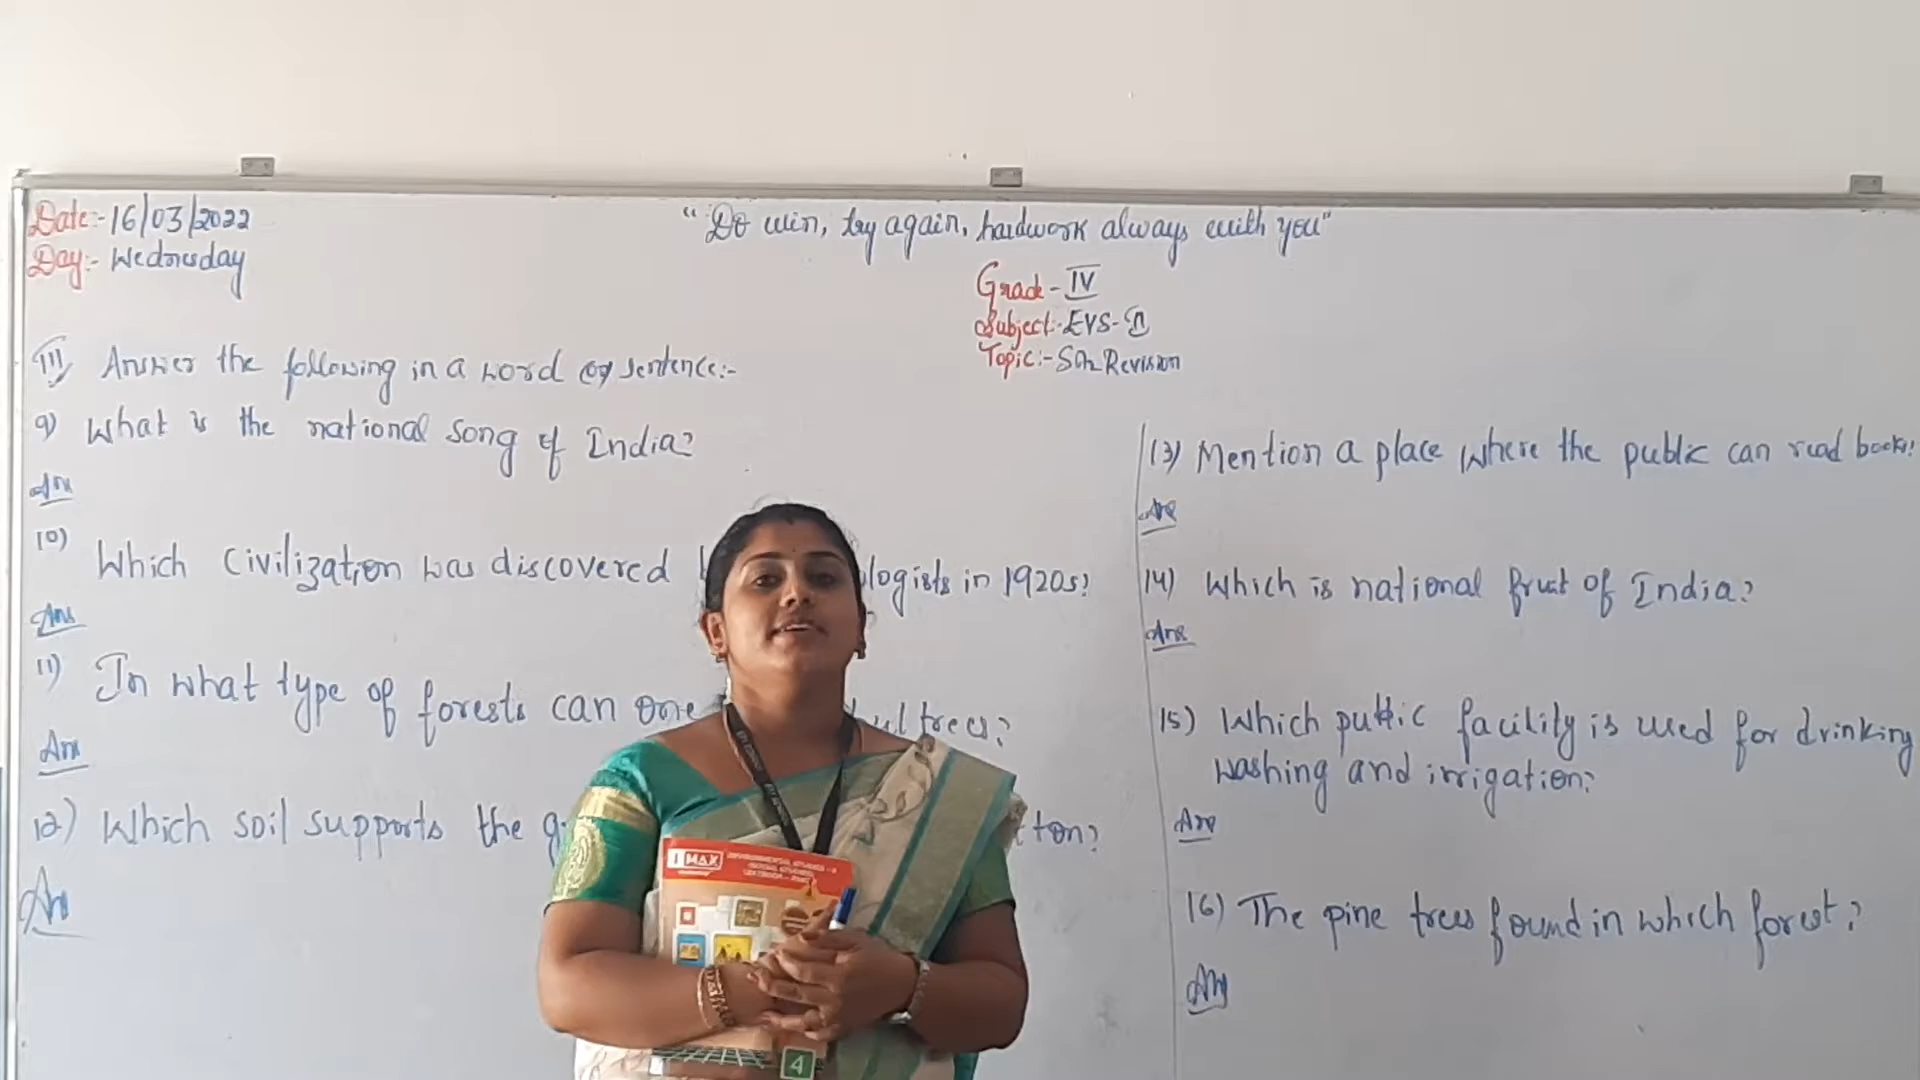 Date:- 16/03/2022
Day:- Wednesday
"Do win, try again, hardwork always with you"
Grade - IV
Subject:- EVS-II
Topic:- SA2 Revision
III) Answer the following in a word or sentence:-
9) What is the national song of India?
Ans
10) Which civilization was discovered logists in 1920s?
Ans
11) In what type of forests can one trees?
Ans
12) Which soil supports the g tton?
Ans
13) Mention a place where the public can read books?
Ans
14) Which is national fruit of India?
Ans
15) Which public facility is used for drinking
washing and irrigation?
Ans
16) The pine trees found in which forest?
Ans
I MAX
4